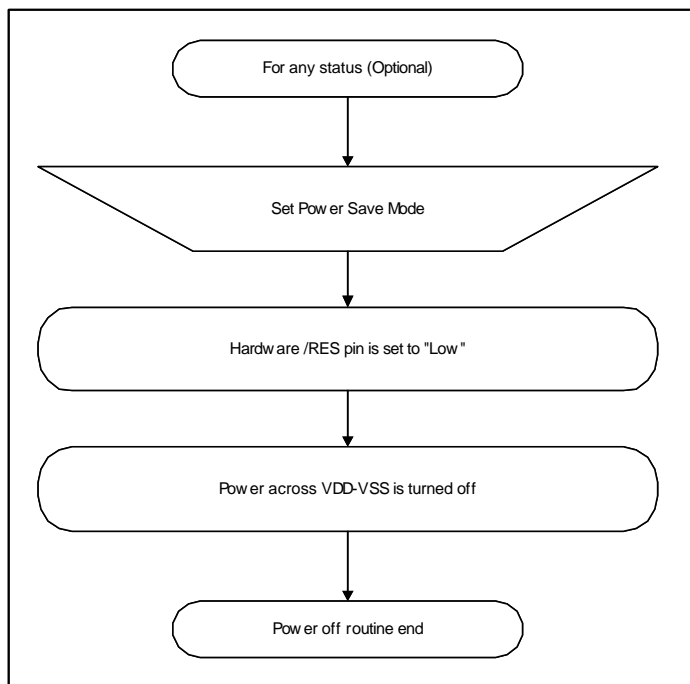 For any status (Optional)
Set Power Save Mode
Hardware /RES pin is set to "Low"
Power across VDD-VSS is turned off
Power off routine end